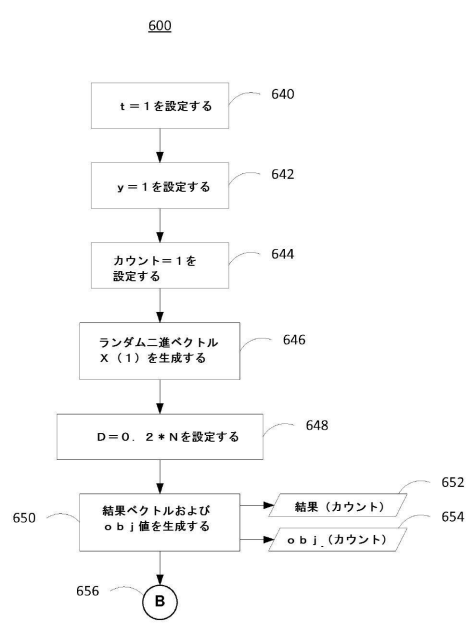 600
t=1を設定する
640
y=1を設定する
642
カウント=1を
設定する
644
ランダム二進ベクトル
X(1)を生成する
646
D=0.2*Nを設定する
648
650
結果ベクトルおよび
obj値を生成する
652
結果(カウント)
654
obj_(カウント)
656
B